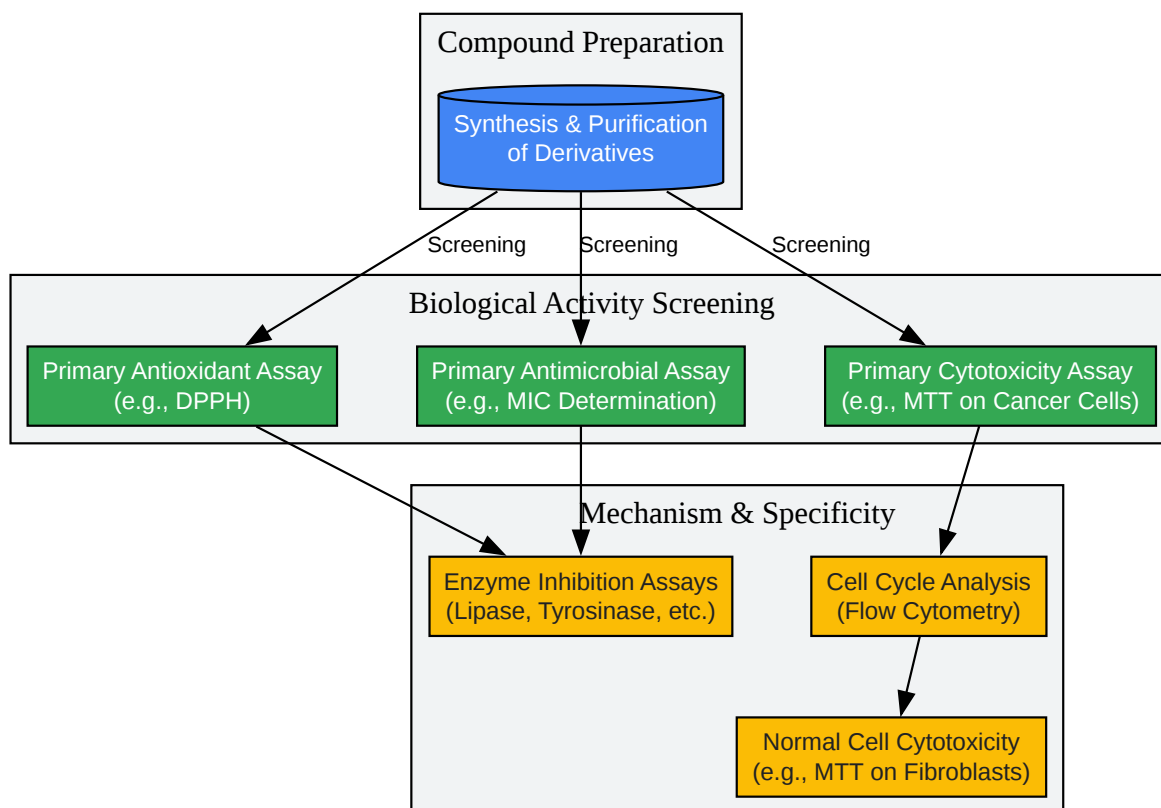 Compound Preparation
Synthesis & Purification
of Derivatives
Screening
Screening
Screening
Biological Activity Screening
Primary Antioxidant Assay
(e.g., DPPH)
Primary Antimicrobial Assay
(e.g., MIC Determination)
Primary Cytotoxicity Assay
(e.g., MTT on Cancer Cells)
Mechanism & Specificity
Enzyme Inhibition Assays
(Lipase, Tyrosinase, etc.)
Cell Cycle Analysis
(Flow Cytometry)
Normal Cell Cytotoxicity
(e.g., MTT on Fibroblasts)